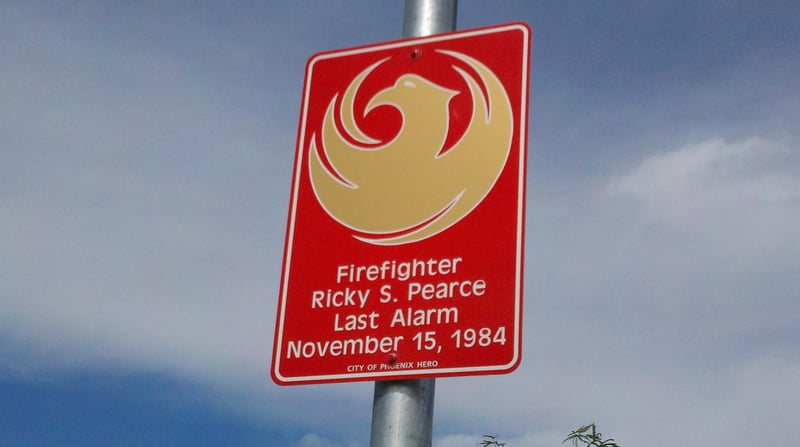 Firefighter
Ricky S. Pearce
Last Alarm
November 15, 1984
CITY OF PHOENIX HERO